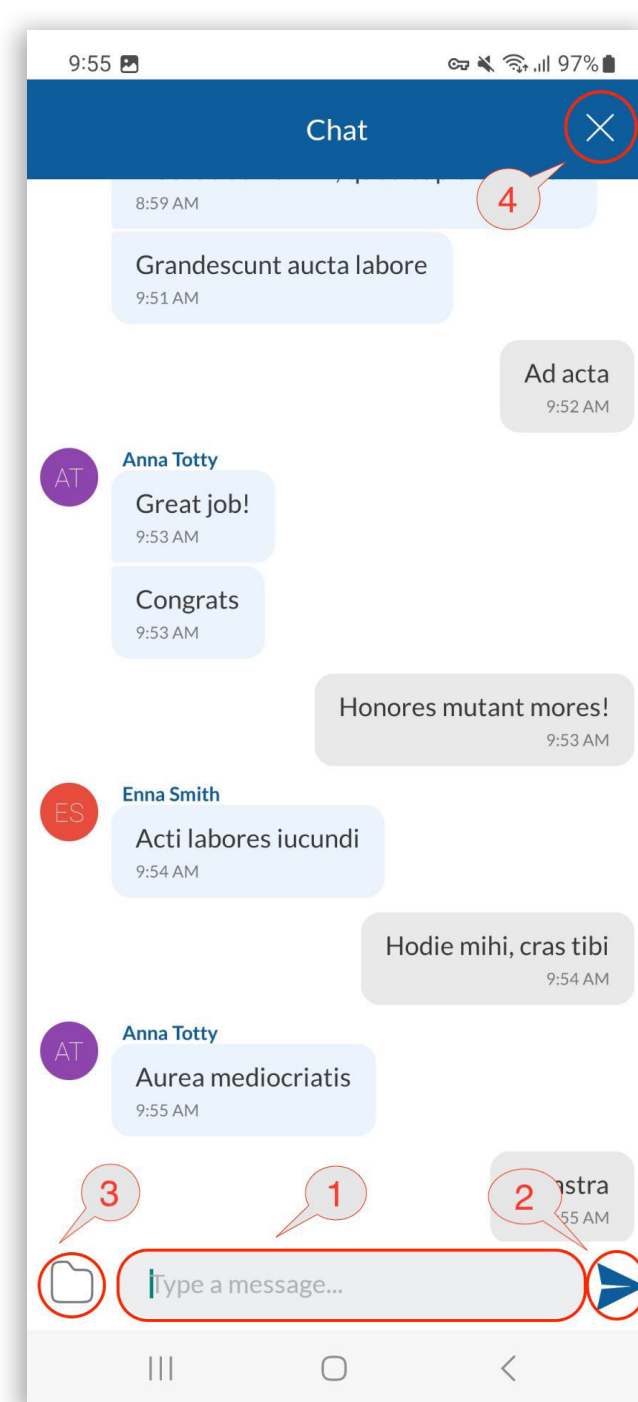 9:55
97%
Chat
4
8:59 AM
Grandescunt aucta labore
9:51 AM
Ad acta
9:52 AM
AT
Anna Totty
Great job!
9:53 AM
Congrats
9:53 AM
Honores mutant mores!
9:53 AM
ES
Enna Smith
Acti labores iucundi
9:54 AM
Hodie mihi, cras tibi
9:54 AM
AT
Anna Totty
Aurea mediocriatis
9:55 AM
3
1
2
55 AM
Type a message...